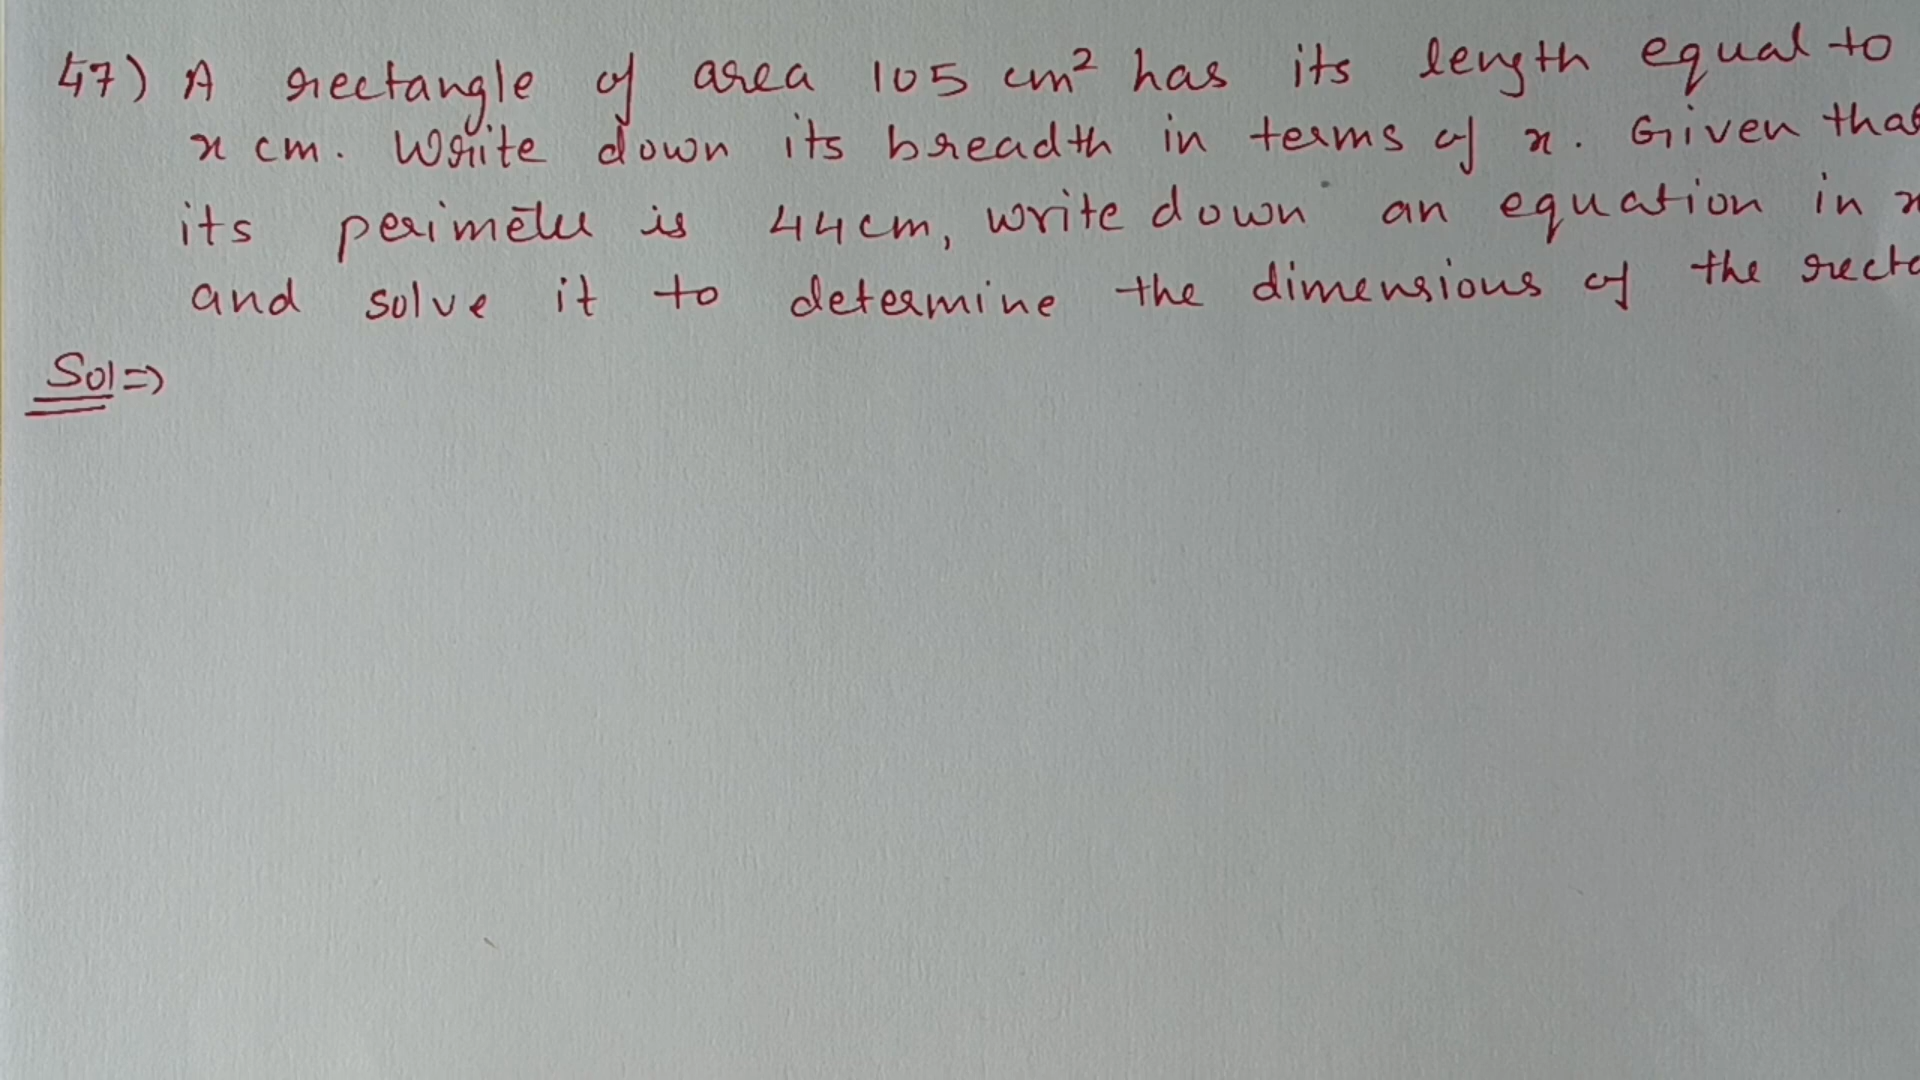 47) A rectangle of area 105 cm² has its length equal to
x cm. Write down its breadth in terms of x. Given that
its perimeter is 44cm, write down an equation in x
and solve it to determine the dimensions of the recta
Sol⇒